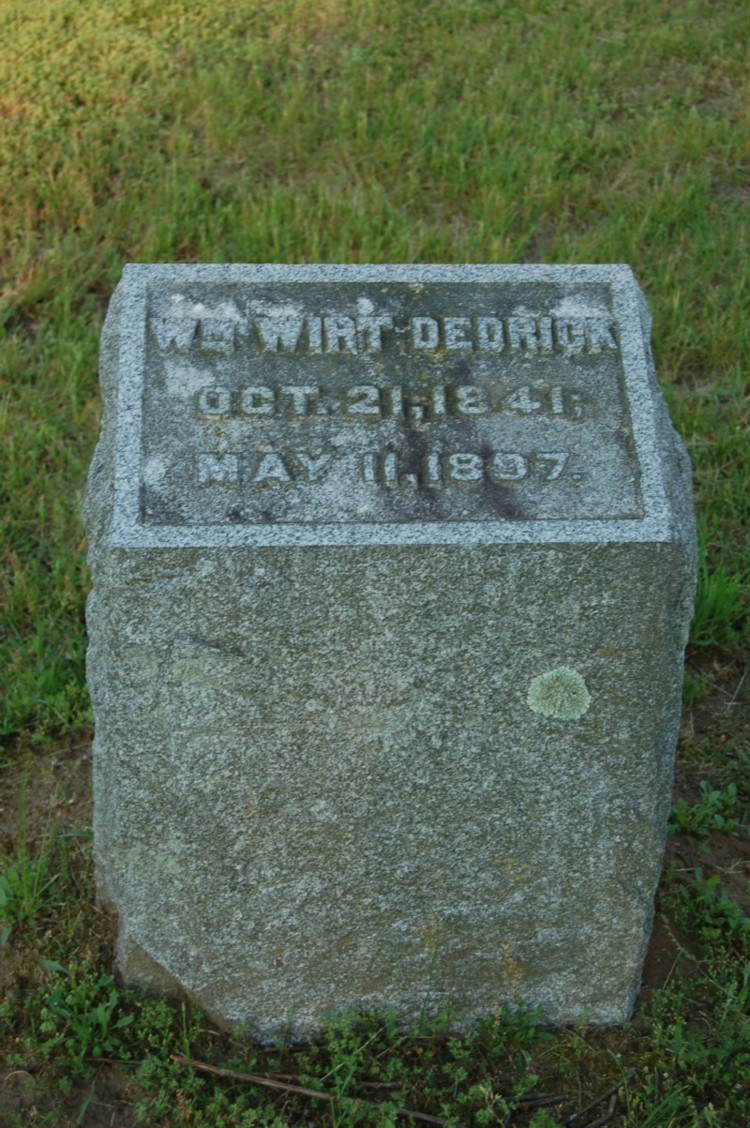 Wm WIRT DEDRICK
OCT. 21, 1841;
MAY 11, 1897.